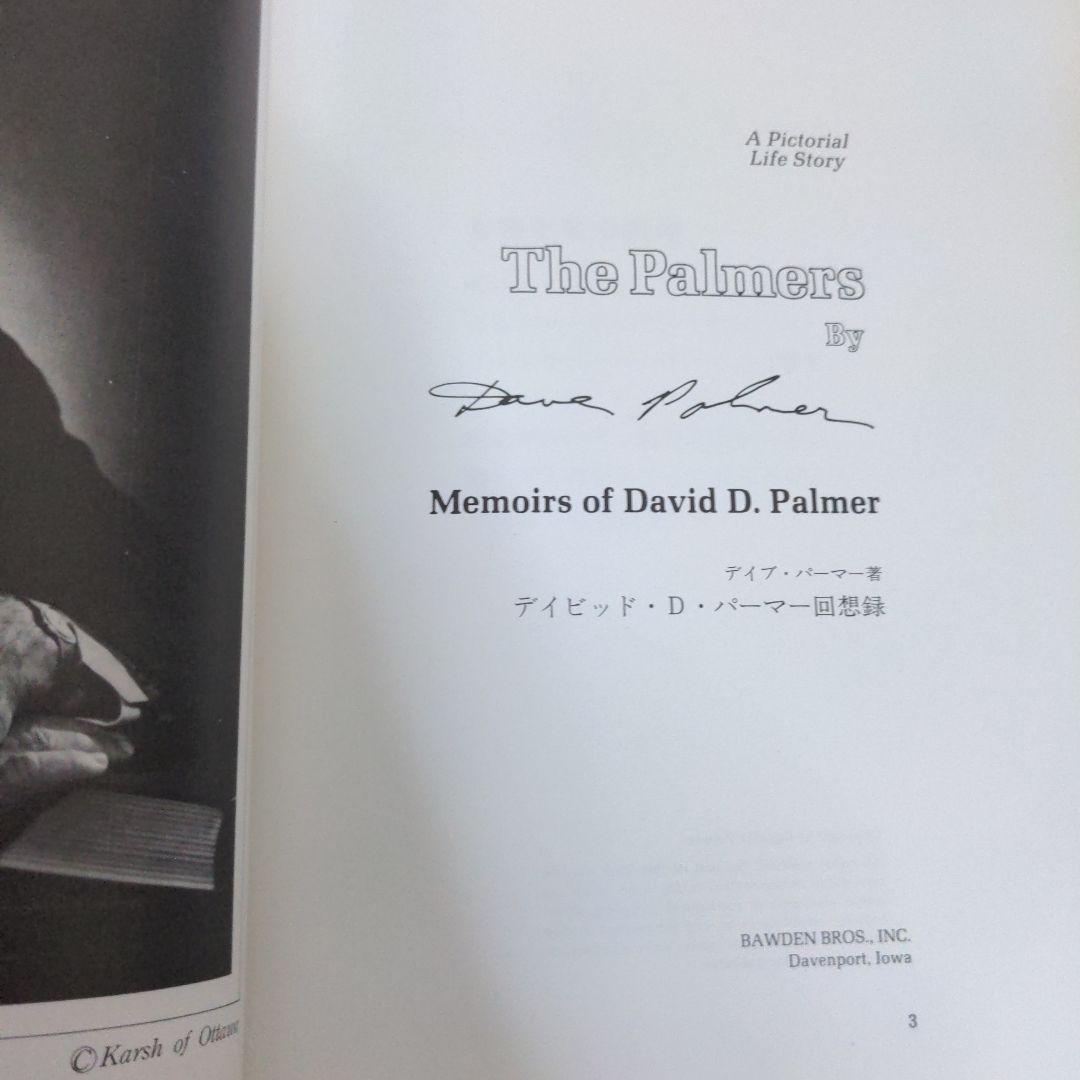 A Pictorial
Life Story
The Palmers
By
Dave Palmer
Memoirs of David D. Palmer
デイブ・パーマー著
デイビッド・D・パーマー回想録
BAWDEN BROS., INC.
Davenport, Iowa
3
©Karsh of Ottawa